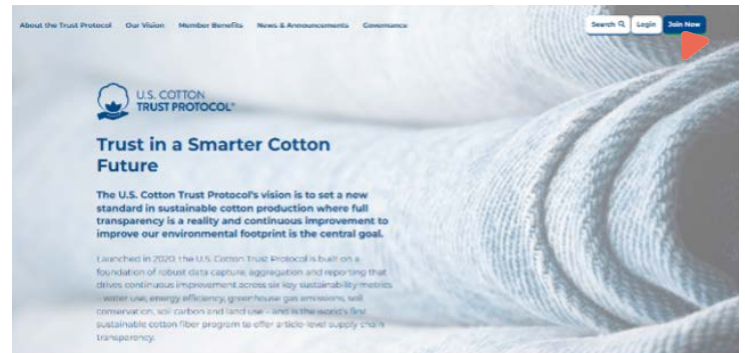 About the Trust Protocol Our Vision Member Benefits News & Announcements Governance Search Login Join Now
U.S. COTTON
TRUST PROTOCOL®
Trust in a Smarter Cotton
Future
The U.S. Cotton Trust Protocol's vision is to set a new
standard in sustainable cotton production where full
transparency is a reality and continuous improvement to
improve our environmental footprint is the central goal.
Launched in 2020, the U.S. Cotton Trust Protocol is built on a
foundation of robust data capture, aggregation and reporting that
drives continuous improvement across six key sustainability metrics
- water use, energy efficiency, greenhouse gas emissions, soil
conservation, soil carbon and land use - and is the world's first
sustainable cotton fiber program to offer article-level supply chain
transparency.